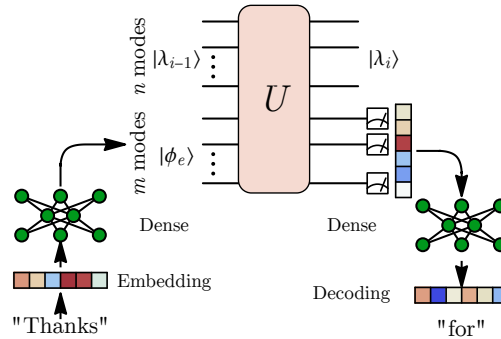 n modes
|λᵢ₋₁⟩
|λᵢ⟩
U
m modes
|ϕₑ⟩
Dense
Dense
Embedding
Decoding
"Thanks"
"for"